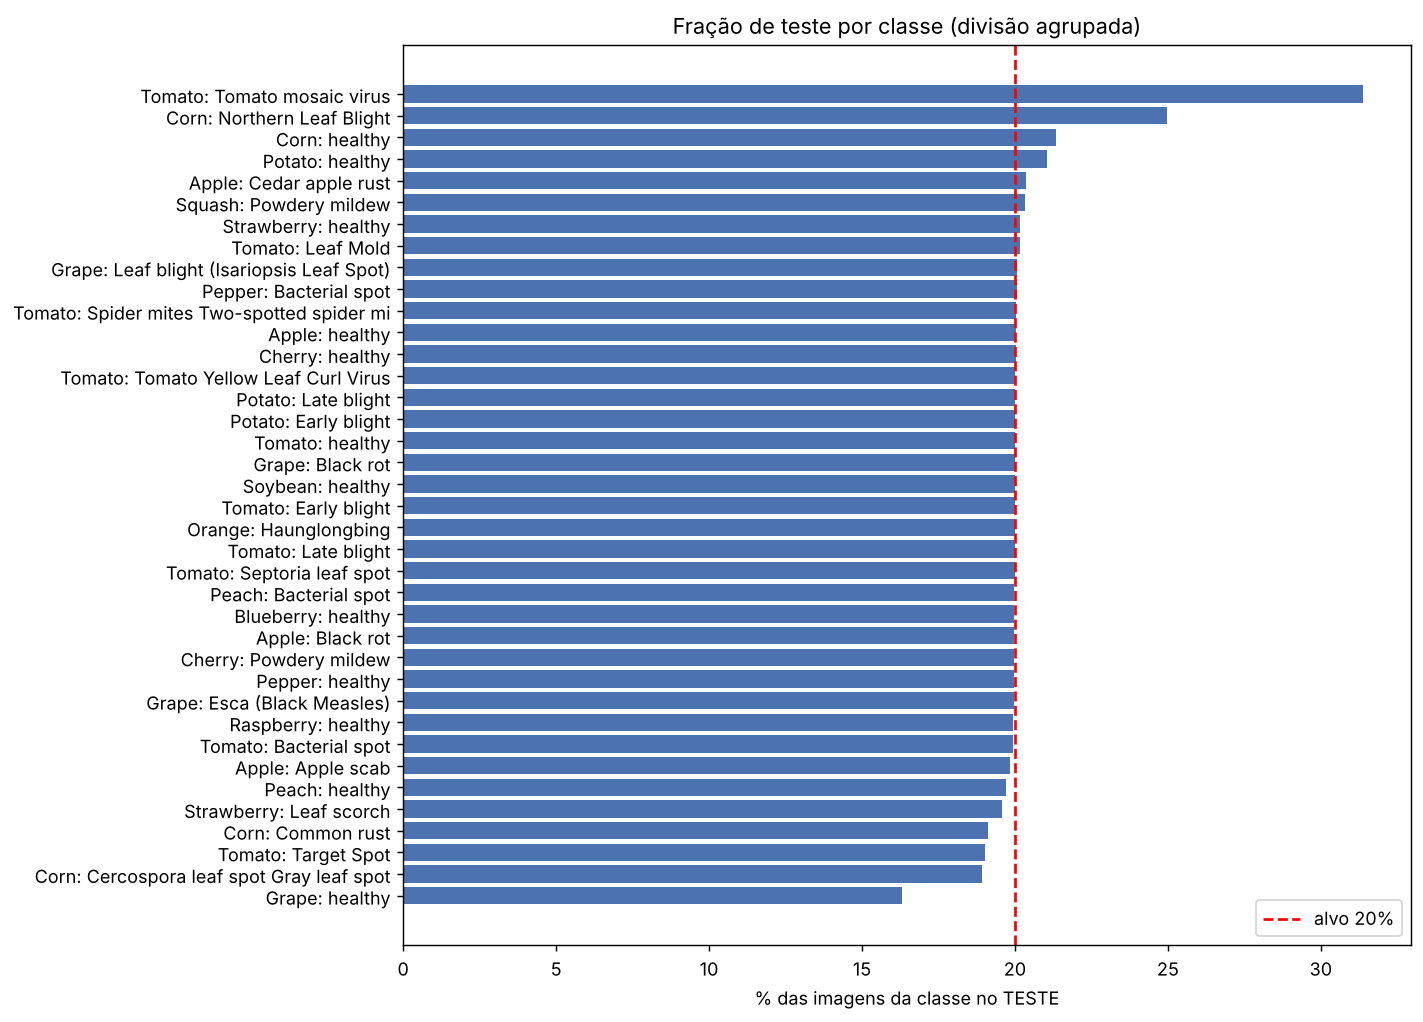 Fração de teste por classe (divisão agrupada)
Tomato: Tomato mosaic virus
Corn: Northern Leaf Blight
Corn: healthy
Potato: healthy
Apple: Cedar apple rust
Squash: Powdery mildew
Strawberry: healthy
Tomato: Leaf Mold
Grape: Leaf blight (Isariopsis Leaf Spot)
Pepper: Bacterial spot
Tomato: Spider mites Two-spotted spider mi
Apple: healthy
Cherry: healthy
Tomato: Tomato Yellow Leaf Curl Virus
Potato: Late blight
Potato: Early blight
Tomato: healthy
Grape: Black rot
Soybean: healthy
Tomato: Early blight
Orange: Haunglongbing
Tomato: Late blight
Tomato: Septoria leaf spot
Peach: Bacterial spot
Blueberry: healthy
Apple: Black rot
Cherry: Powdery mildew
Pepper: healthy
Grape: Esca (Black Measles)
Raspberry: healthy
Tomato: Bacterial spot
Apple: Apple scab
Peach: healthy
Strawberry: Leaf scorch
Corn: Common rust
Tomato: Target Spot
Corn: Cercospora leaf spot Gray leaf spot
Grape: healthy
alvo 20%
0 5 10 15 20 25 30
% das imagens da classe no TESTE